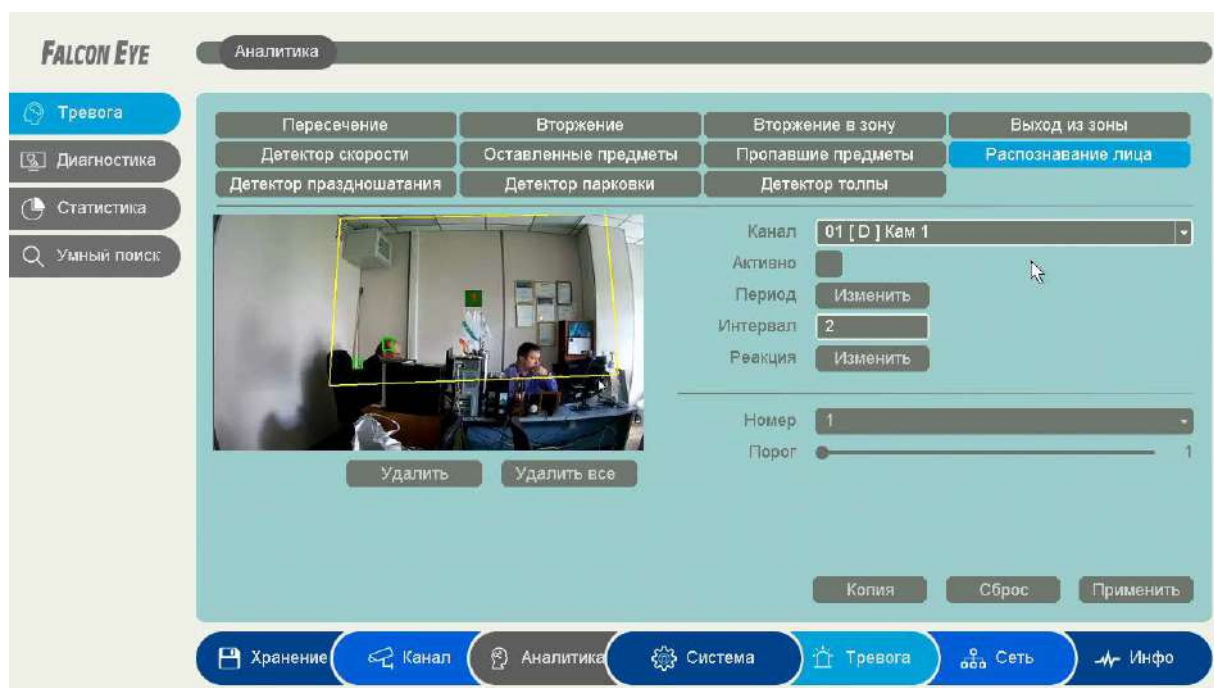 FALCON EYE
Аналитика
Тревога
Диагностика
Статистика
Умный поиск
Пересечение
Вторжение
Вторжение в зону
Выход из зоны
Детектор скорости
Оставленные предметы
Пропавшие предметы
Распознавание лица
Детектор праздношатания
Детектор парковки
Детектор толпы
Канал 01 [ D ] Кам 1
Активно
Период Изменить
Интервал 2
Реакция Изменить
Номер 1
Порог 1
Удалить Удалить все
Копия Сброс Применить
Хранение Канал Аналитика Система Тревога Сеть Инфо